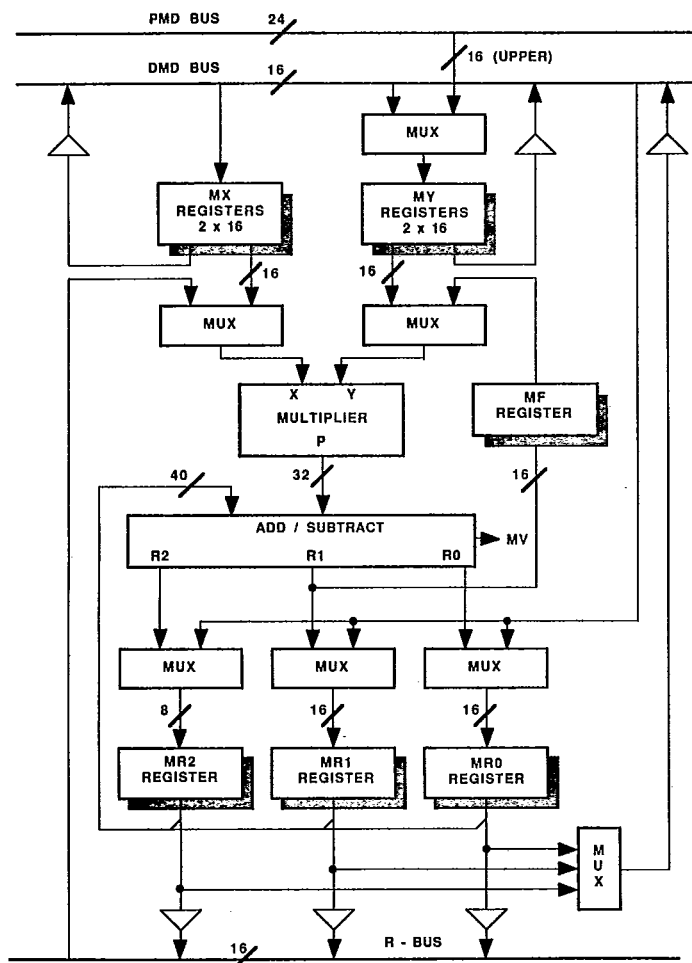 PMD BUS 24
16 (UPPER)
DMD BUS 16
MUX
MX
REGISTERS
2 x 16
MY
REGISTERS
2 x 16
16
16
MUX
MUX
X Y
MULTIPLIER
P
MF
REGISTER
40
32
16
ADD / SUBTRACT
R2 R1 R0
MV
MUX
MUX
MUX
8
16
16
MR2
REGISTER
MR1
REGISTER
MR0
REGISTER
M
U
X
16
R - BUS